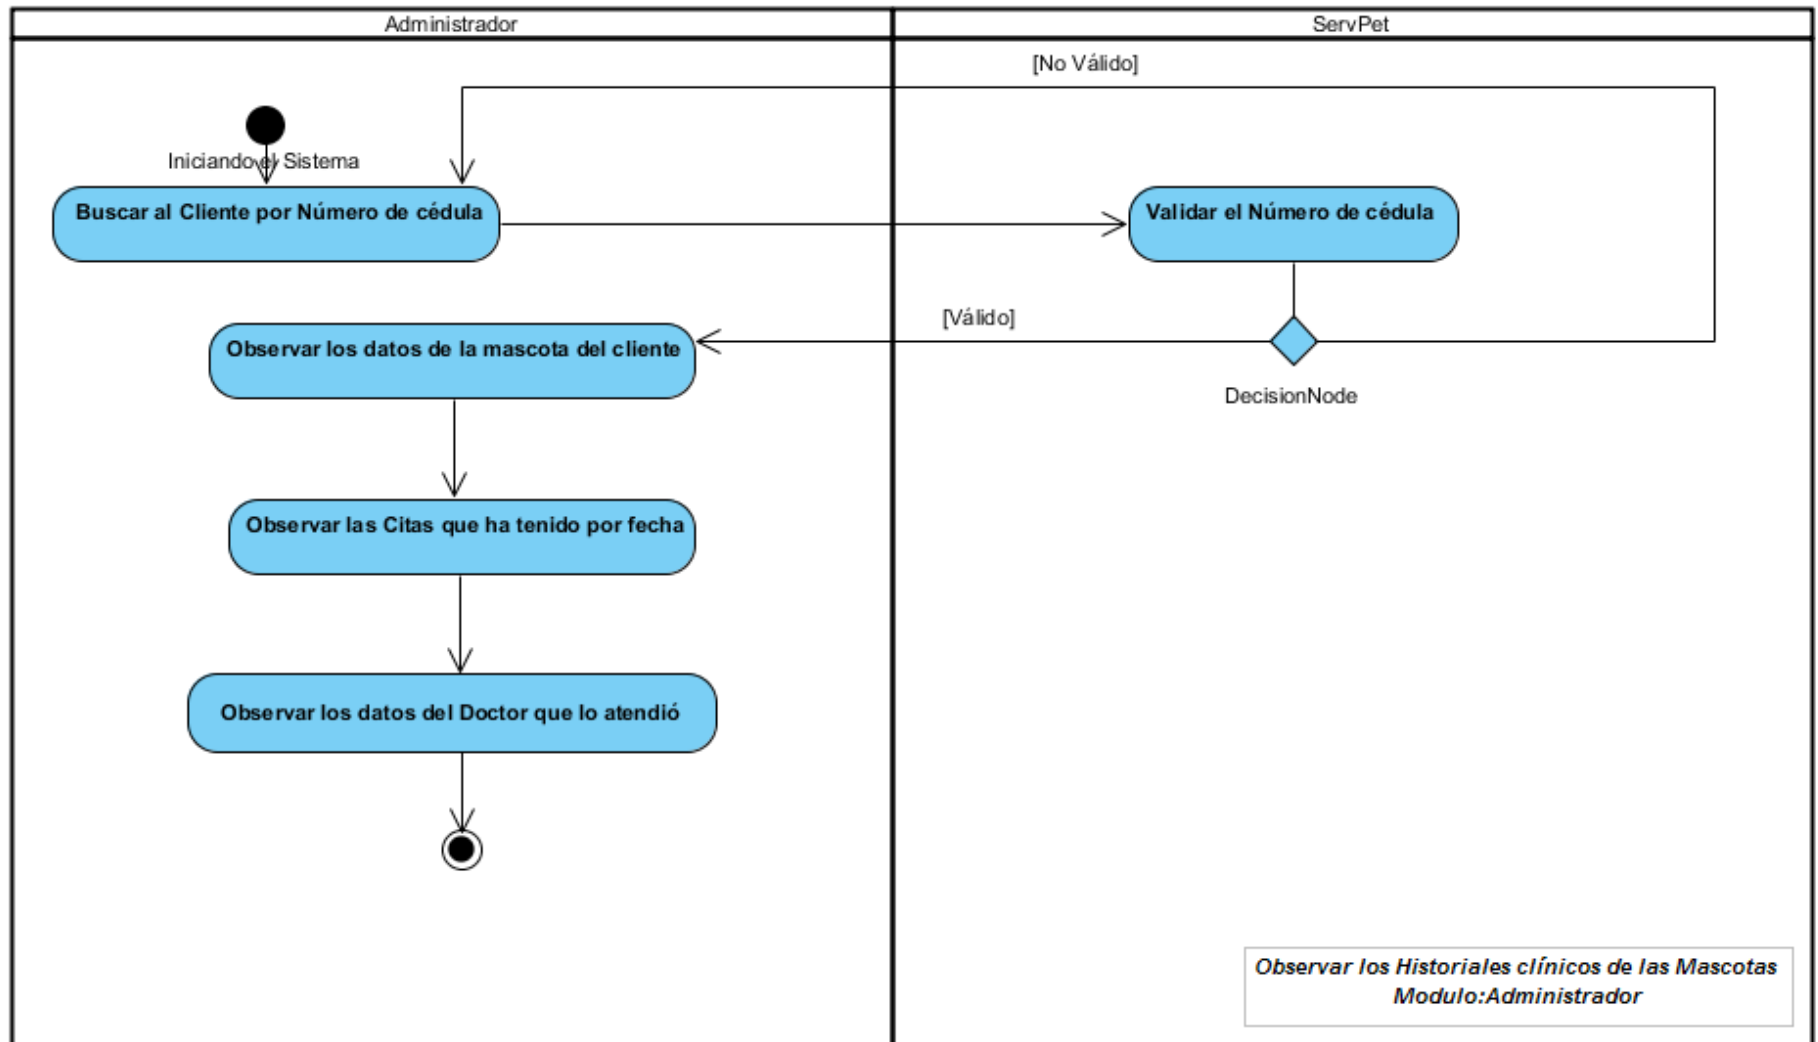 Administrador
ServPet
[No Válido]
Iniciando el Sistema
Buscar al Cliente por Número de cédula
Validar el Número de cédula
[Válido]
Observar los datos de la mascota del cliente
DecisionNode
Observar las Citas que ha tenido por fecha
Observar los datos del Doctor que lo atendió
Observar los Historiales clínicos de las Mascotas
Modulo:Administrador